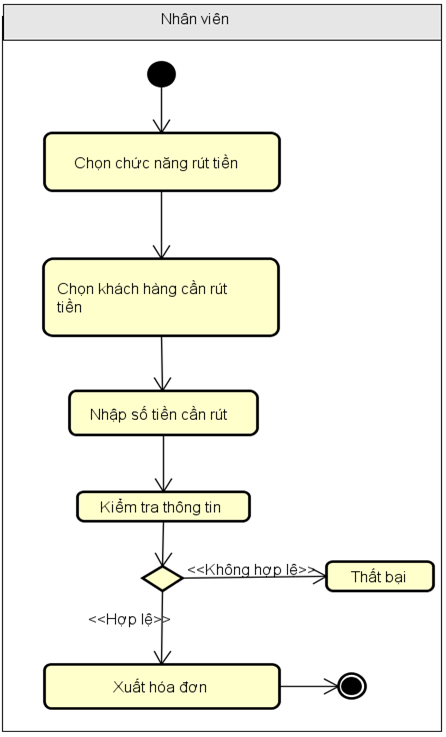 Nhân viên
Chọn chức năng rút tiền
Chọn khách hàng cần rút
tiền
Nhập số tiền cần rút
Kiểm tra thông tin
<<Không hợp lệ>>
Thất bại
<<Hợp lệ>>
Xuất hóa đơn